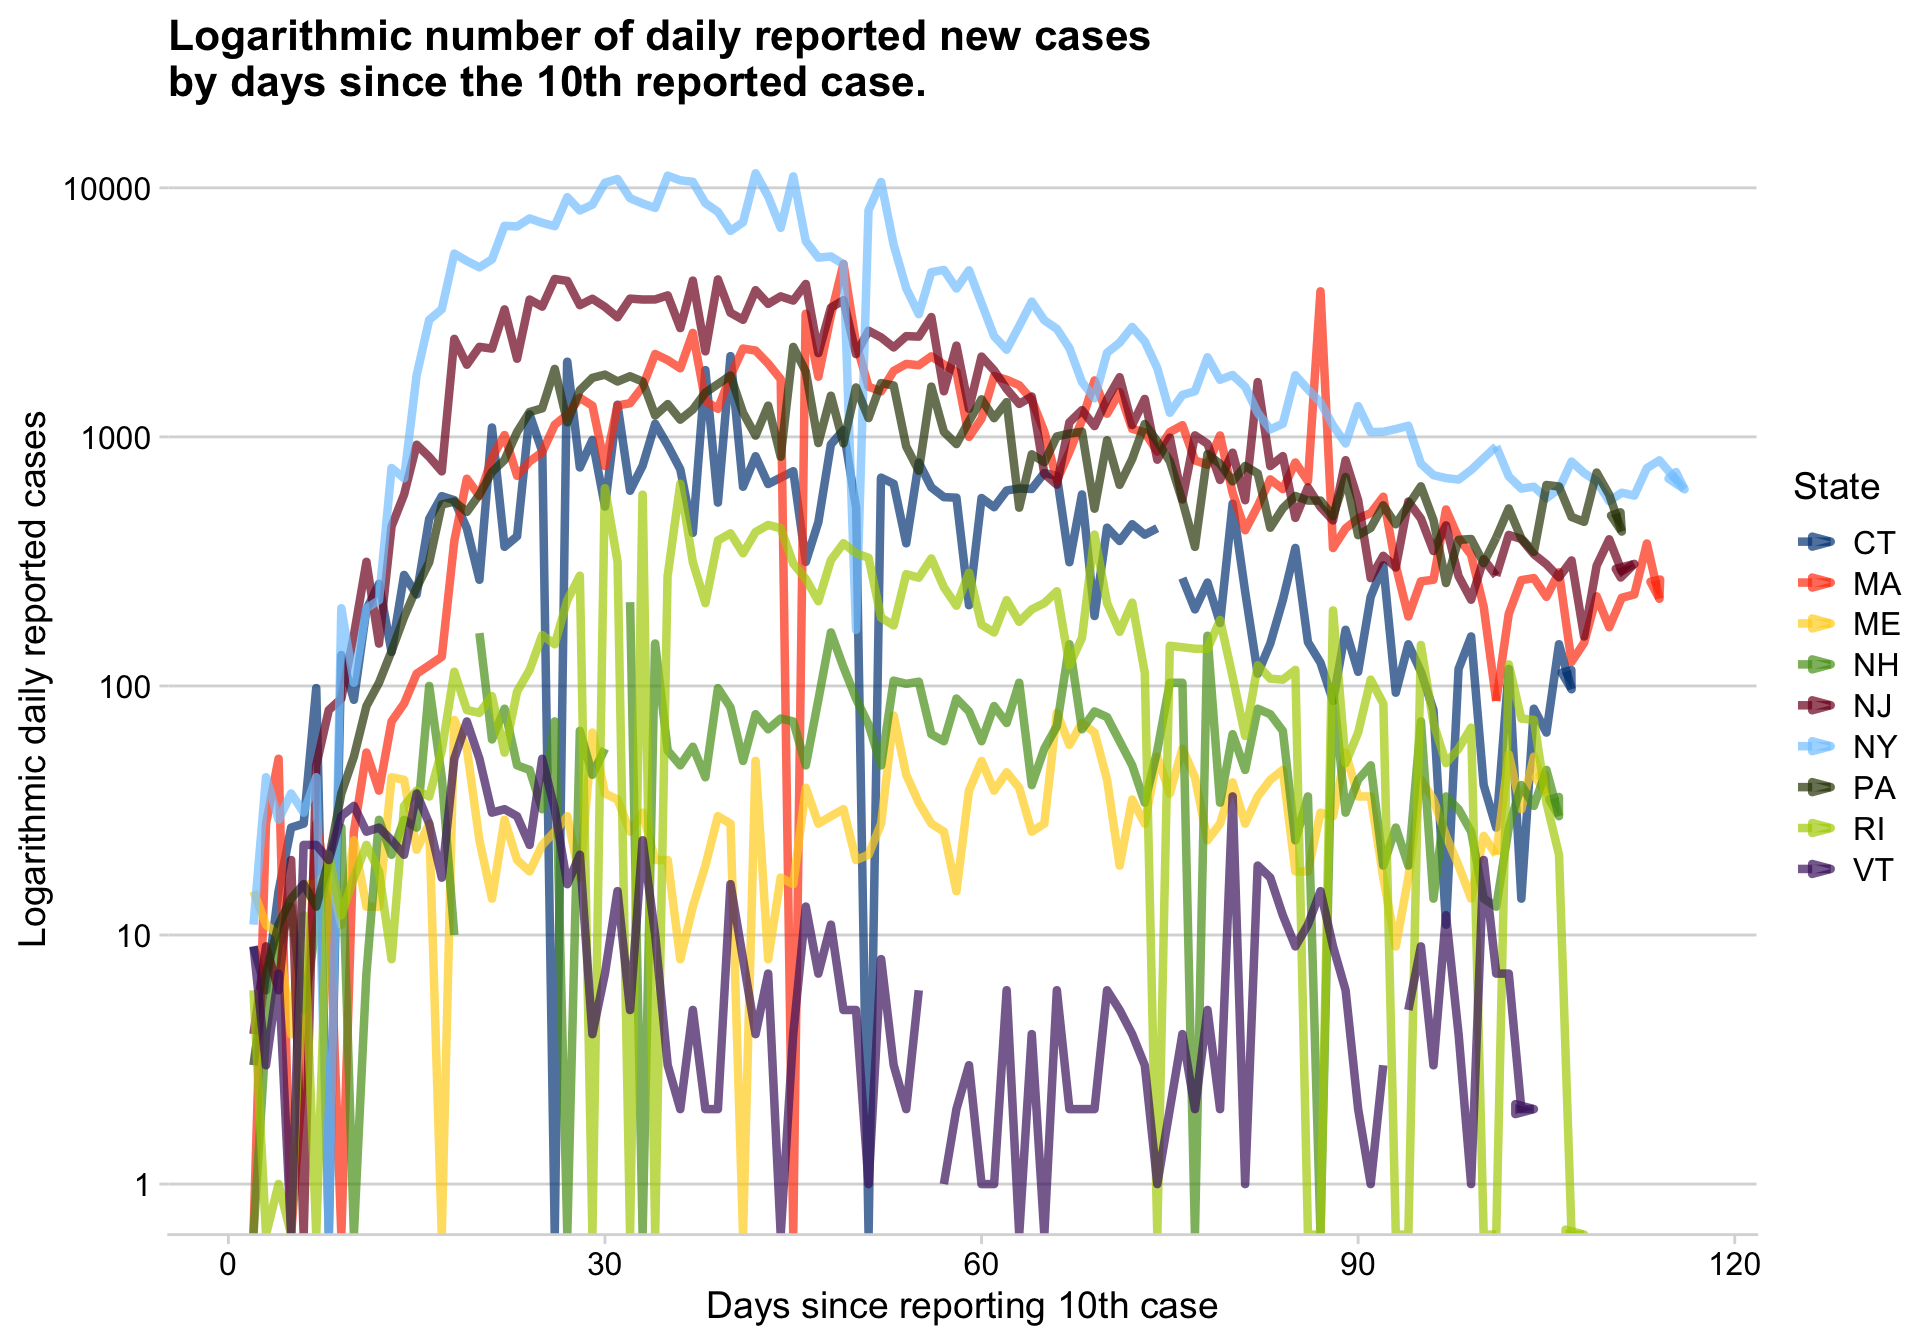 Logarithmic number of daily reported new cases
by days since the 10th reported case.
Logarithmic daily reported cases
10000
1000
100
10
1
0
30
60
90
120
Days since reporting 10th case
State
CT
MA
ME
NH
NJ
NY
PA
RI
VT